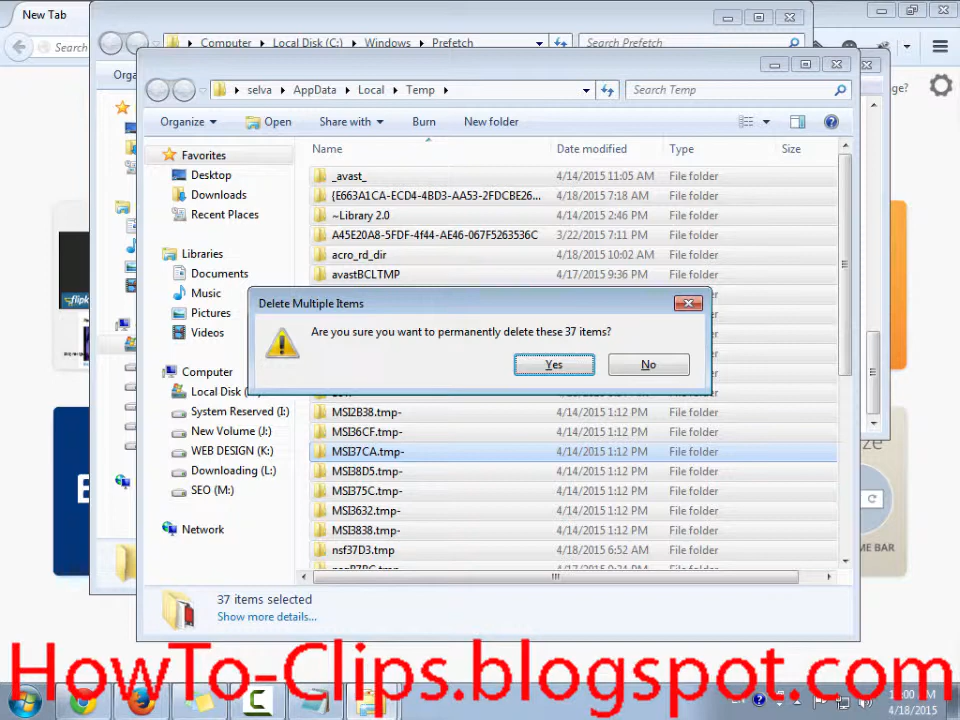 New Tab
Search
Computer Local Disk (C:) Windows Prefetch
Search Prefetch
Orga
selva AppData Local Temp
Search Temp
ge?
Organize Open Share with Burn New folder
Favorites
Desktop
Downloads
Recent Places
Libraries
Documents
Music
Pictures
Videos
Computer
Local Disk
System Reserved (I:)
New Volume (J:)
WEB DESIGN (K:)
Downloading (L:)
SEO (M:)
Network
Name Date modified Type Size
_avast_ 4/14/2015 11:05 AM File folder
{E663A1CA-ECD4-4BD3-AA53-2FDCBE26... 4/18/2015 7:18 AM File folder
~Library 2.0 4/14/2015 2:46 PM File folder
A45E20A8-5FDF-4f44-AE46-067F5263536C 3/22/2015 7:11 PM File folder
acro_rd_dir 4/18/2015 10:02 AM File folder
avastBCLTMP 4/17/2015 9:36 PM File folder
Delete Multiple Items
Are you sure you want to permanently delete these 37 items?
Yes No
MSI2B38.tmp- 4/14/2015 1:12 PM File folder
MSI36CF.tmp- 4/14/2015 1:12 PM File folder
MSI37CA.tmp- 4/14/2015 1:12 PM File folder
MSI38D5.tmp- 4/14/2015 1:12 PM File folder
MSI375C.tmp- 4/14/2015 1:12 PM File folder
MSI3632.tmp- 4/14/2015 1:12 PM File folder
MSI3838.tmp- 4/14/2015 1:12 PM File folder
nsf37D3.tmp 4/18/2015 6:52 AM File folder
flipk
ze
ME BAR
37 items selected
Show more details...
HowTo-Clips.blogspot.com
4/18/2015